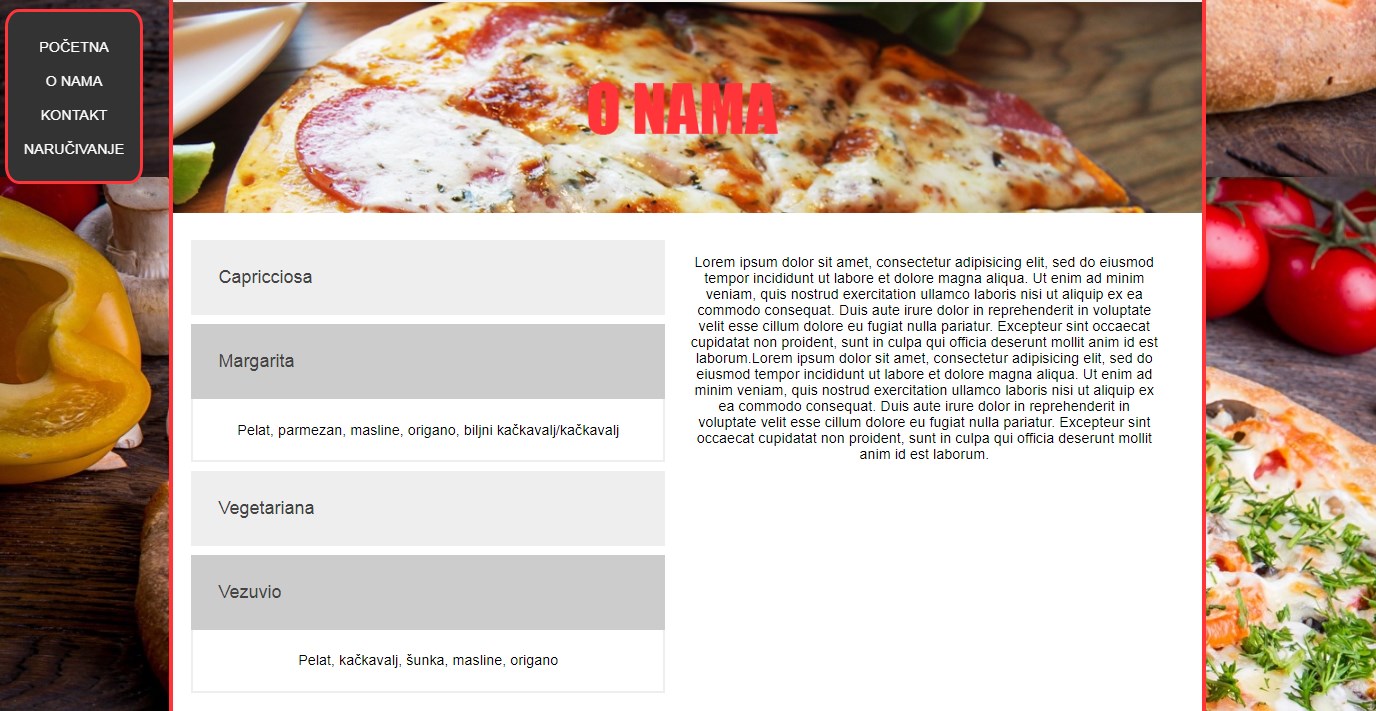 POČETNA
O NAMA
KONTAKT
NARUČIVANJE
O NAMA
Capricciosa
Margarita
Pelat, parmezan, masline, origano, biljni kačkavalj/kačkavalj
Vegetariana
Vezuvio
Pelat, kačkavalj, šunka, masline, origano
Lorem ipsum dolor sit amet, consectetur adipisicing elit, sed do eiusmod
tempor incididunt ut labore et dolore magna aliqua. Ut enim ad minim
veniam, quis nostrud exercitation ullamco laboris nisi ut aliquip ex ea
commodo consequat. Duis aute irure dolor in reprehenderit in voluptate
velit esse cillum dolore eu fugiat nulla pariatur. Excepteur sint occaecat
cupidatat non proident, sunt in culpa qui officia deserunt mollit anim id est
laborum.Lorem ipsum dolor sit amet, consectetur adipisicing elit, sed do
eiusmod tempor incididunt ut labore et dolore magna aliqua. Ut enim ad
minim veniam, quis nostrud exercitation ullamco laboris nisi ut aliquip ex
ea commodo consequat. Duis aute irure dolor in reprehenderit in
voluptate velit esse cillum dolore eu fugiat nulla pariatur. Excepteur sint
occaecat cupidatat non proident, sunt in culpa qui officia deserunt mollit
anim id est laborum.